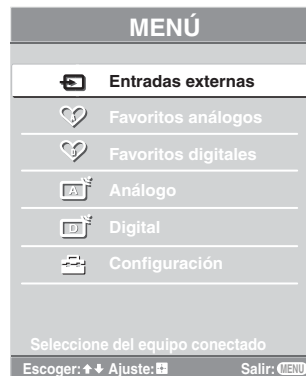 MENÚ
Entradas externas
Favoritos análogos
Favoritos digitales
A Análogo
D Digital
Configuración
Seleccione del equipo conectado
Escoger: Ajuste: Salir: MENU